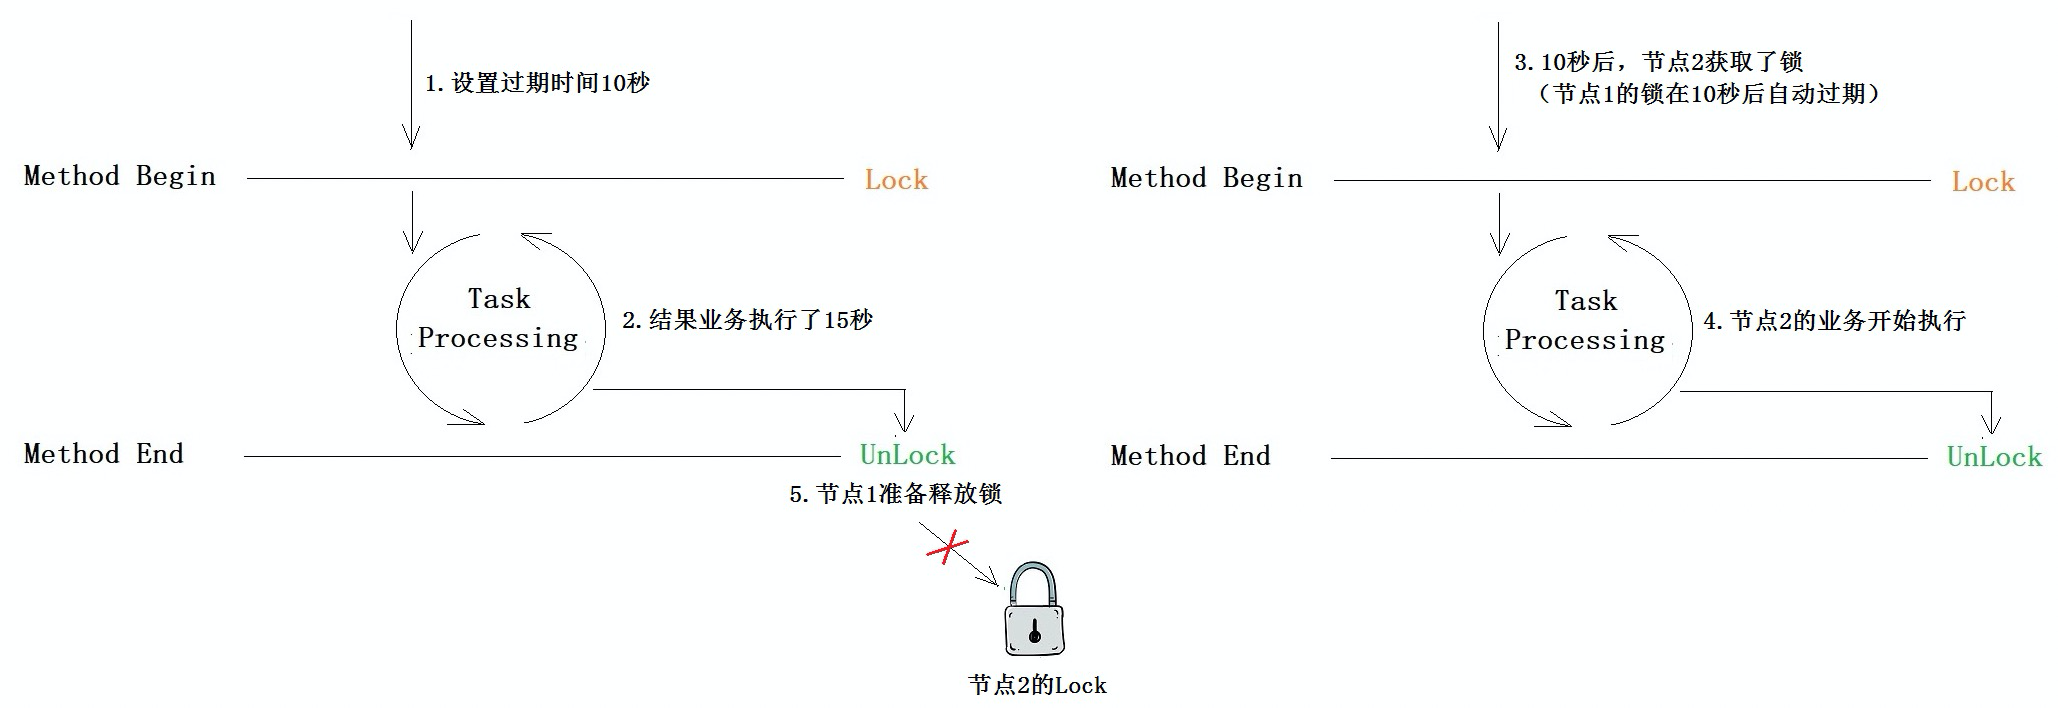 1.设置过期时间10秒
Method Begin
Lock
Task
Processing
2.结果业务执行了15秒
Method End
UnLock
5.节点1准备释放锁
节点2的Lock
3.10秒后，节点2获取了锁
（节点1的锁在10秒后自动过期）
Method Begin
Lock
Task
Processing
4.节点2的业务开始执行
Method End
UnLock